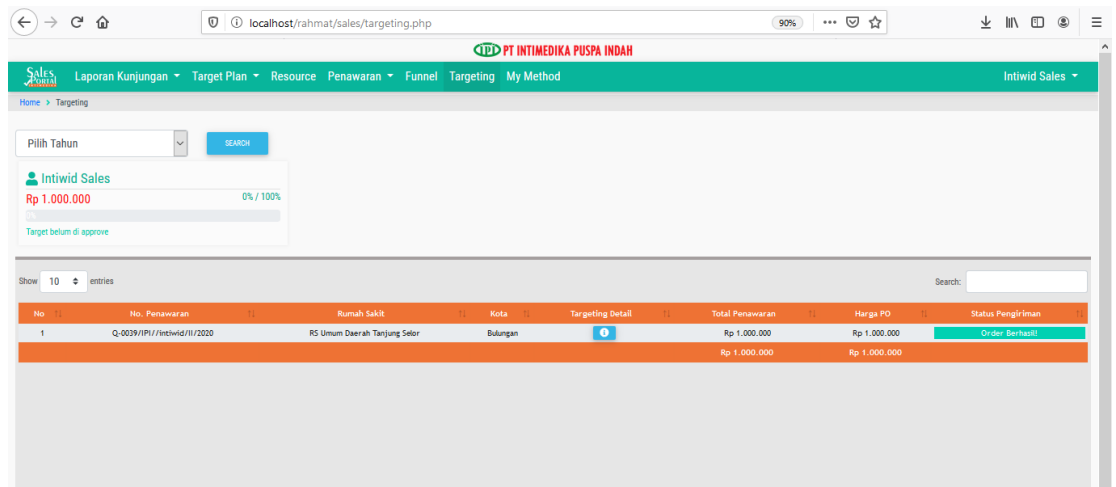 localhost/rahmat/sales/targeting.php 90%
IPI PT INTIMEDIKA PUSPA INDAH
Sales Portal Laporan Kunjungan Target Plan Resource Penawaran Funnel Targeting My Method Intiwid Sales
Home > Targeting
Pilih Tahun SEARCH
Intiwid Sales
Rp 1.000.000 0% / 100%
0%
Target belum di approve
Show 10 entries Search:
No No. Penawaran Rumah Sakit Kota Targeting Detail Total Penawaran Harga PO Status Pengiriman
1 Q-0039/IPI//intiwid/II/2020 RS Umum Daerah Tanjung Selor Bulungan Rp 1.000.000 Rp 1.000.000 Order Berhasil!
Rp 1.000.000 Rp 1.000.000